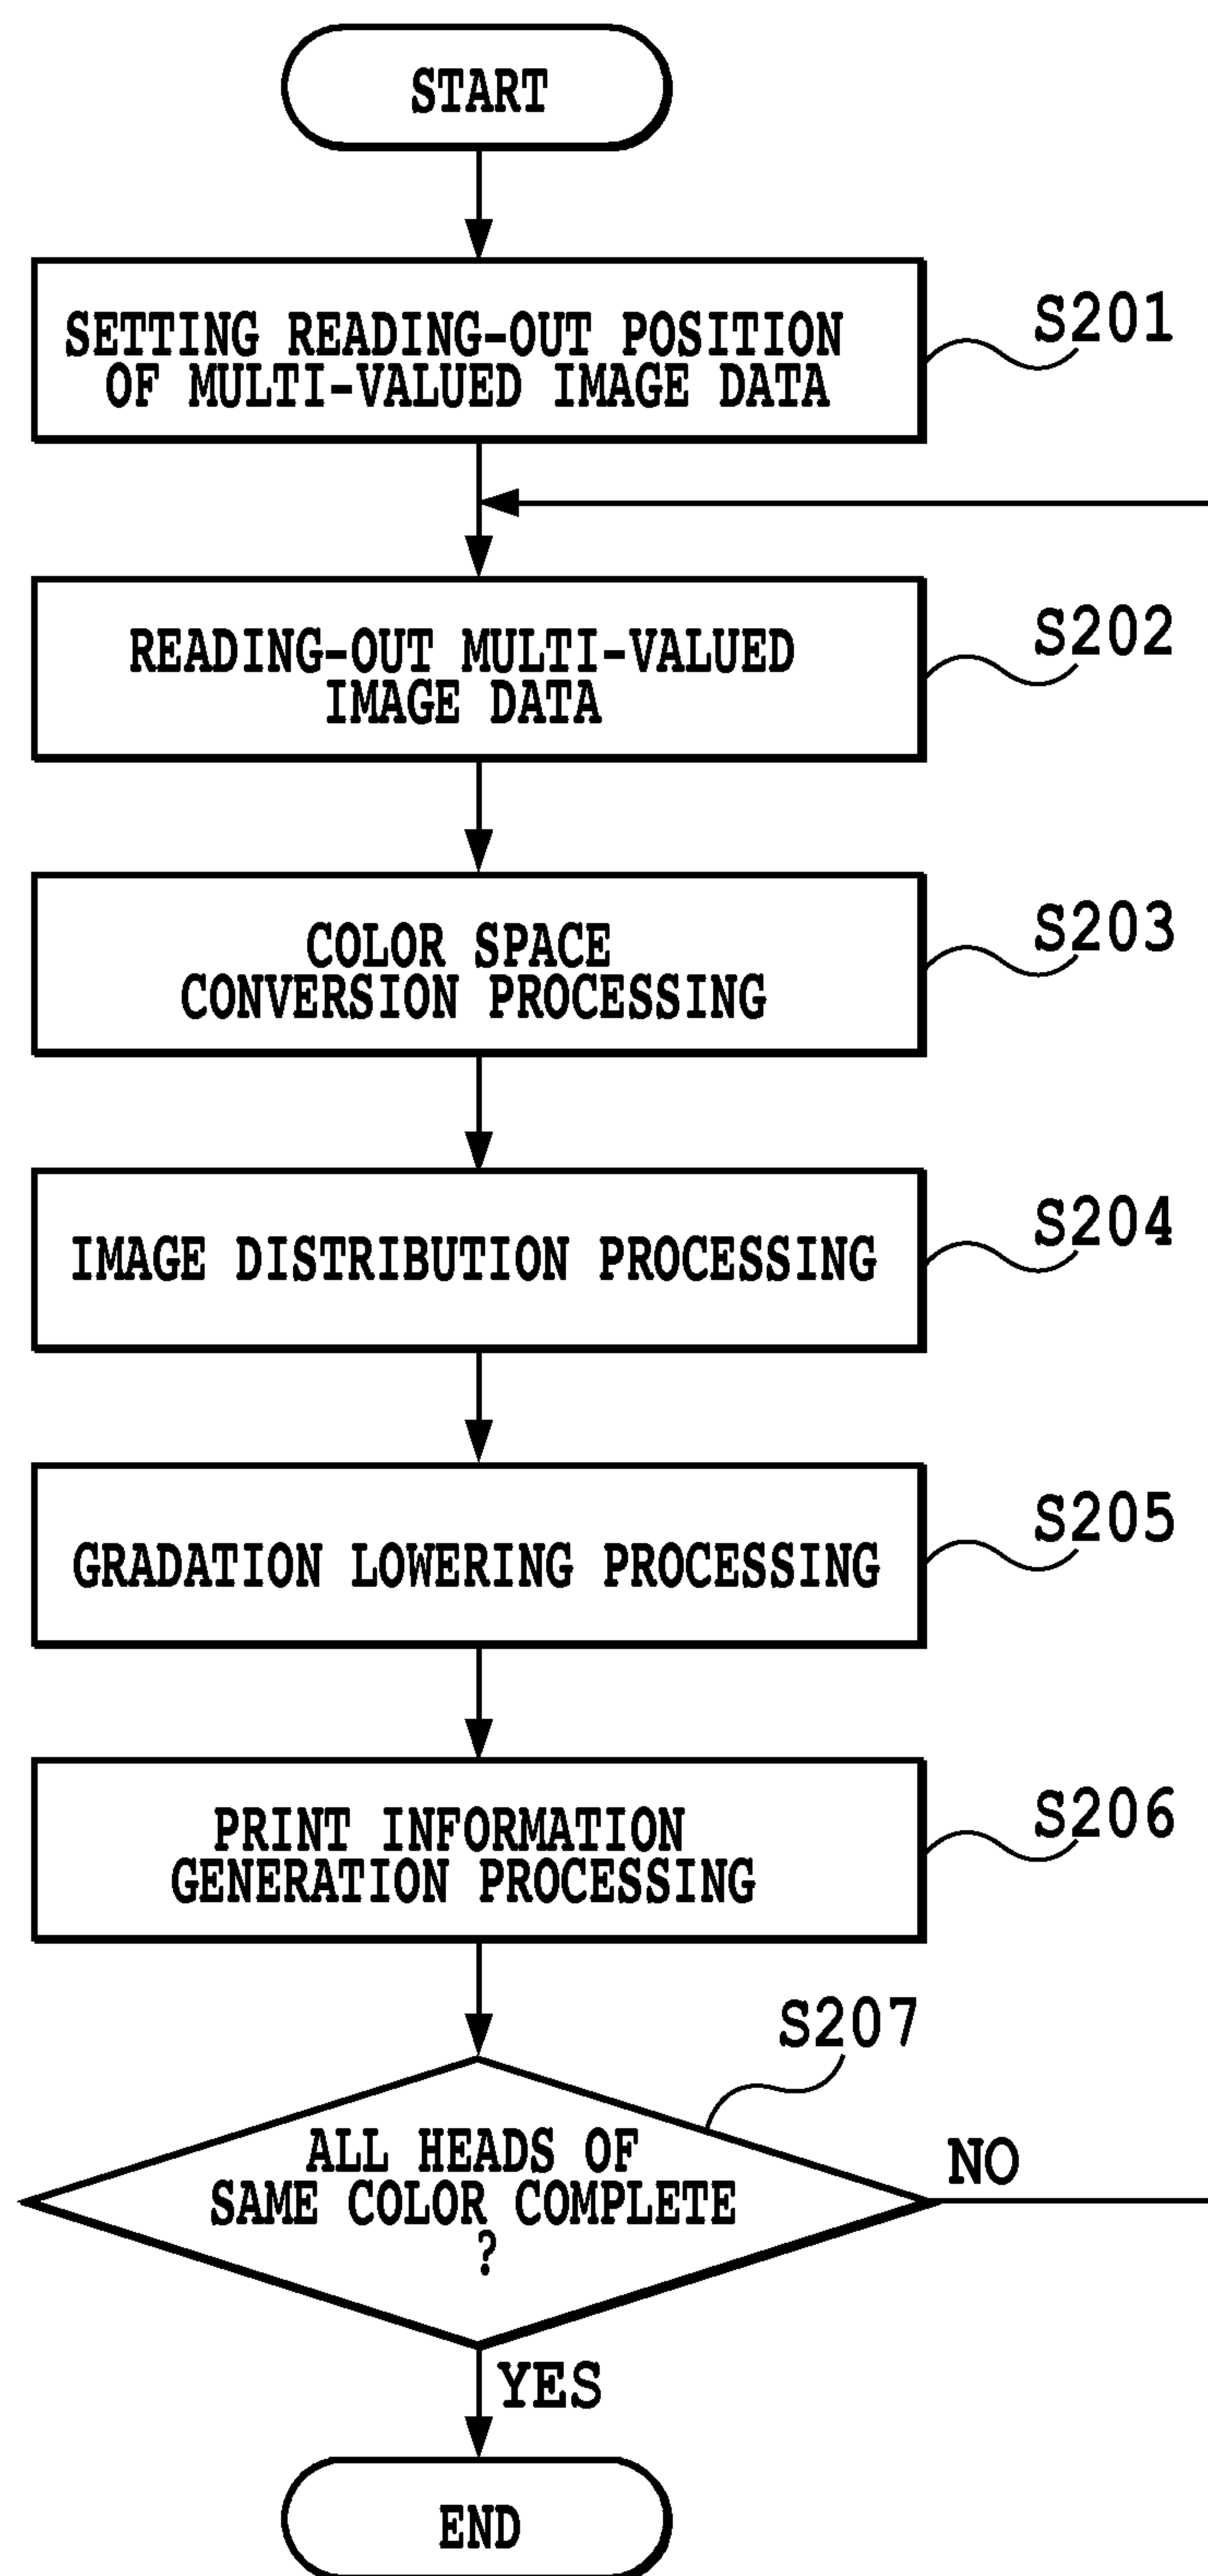 START
SETTING READING-OUT POSITION
OF MULTI-VALUED IMAGE DATA
S201
READING-OUT MULTI-VALUED
IMAGE DATA
S202
COLOR SPACE
CONVERSION PROCESSING
S203
IMAGE DISTRIBUTION PROCESSING
S204
GRADATION LOWERING PROCESSING
S205
PRINT INFORMATION
GENERATION PROCESSING
S206
S207
ALL HEADS OF
SAME COLOR COMPLETE
?
NO
YES
END